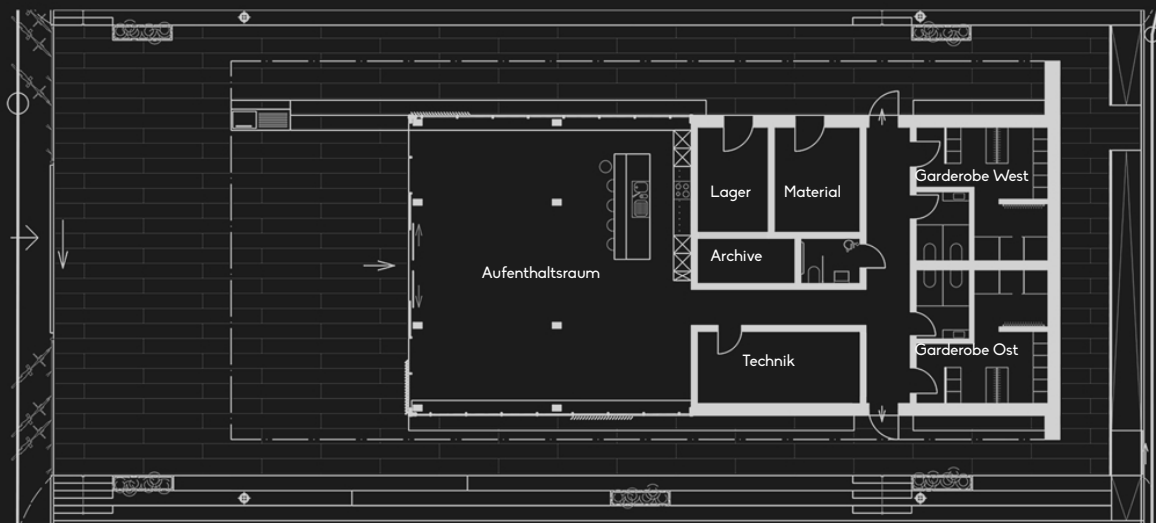 Garderobe West
Lager
Material
Archive
Aufenthaltsraum
Technik
Garderobe Ost